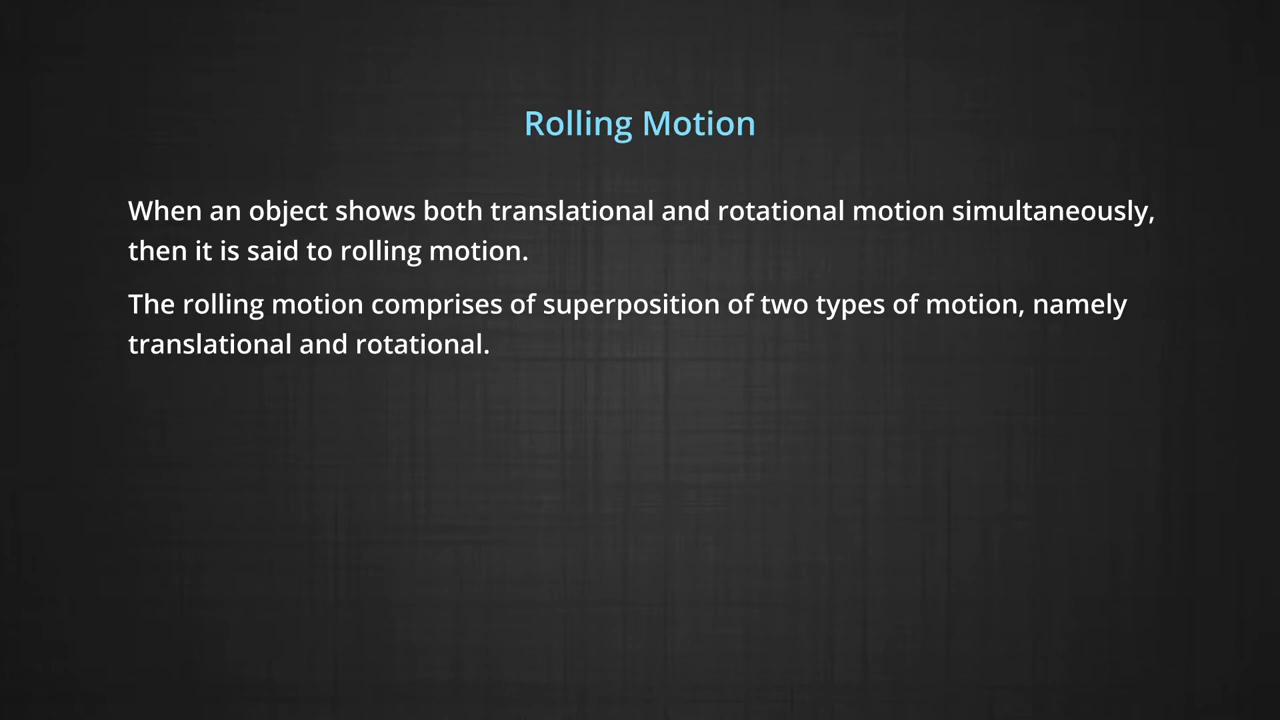 Rolling Motion
When an object shows both translational and rotational motion simultaneously,
then it is said to rolling motion.
The rolling motion comprises of superposition of two types of motion, namely
translational and rotational.